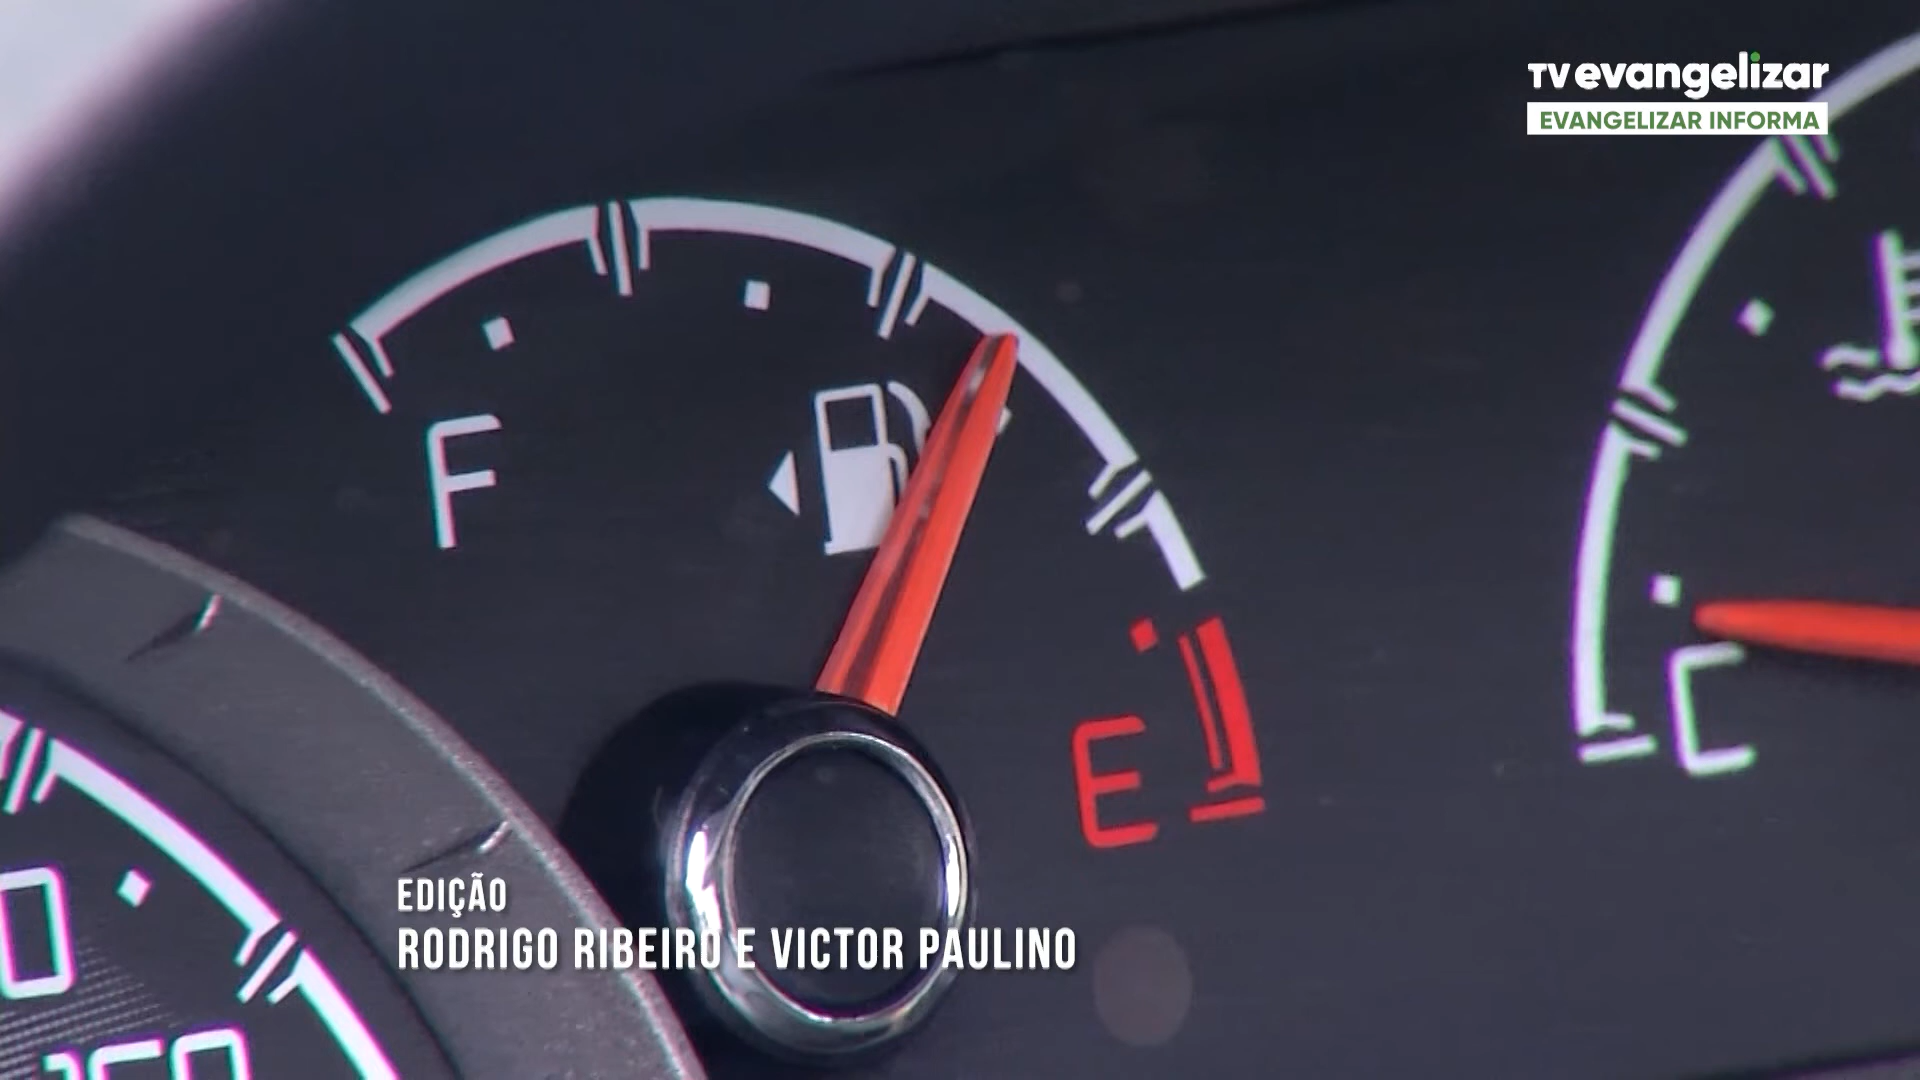 TV evangelizar
EVANGELIZAR INFORMA
F
E
C
EDIÇÃO
RODRIGO RIBEIRO E VICTOR PAULINO